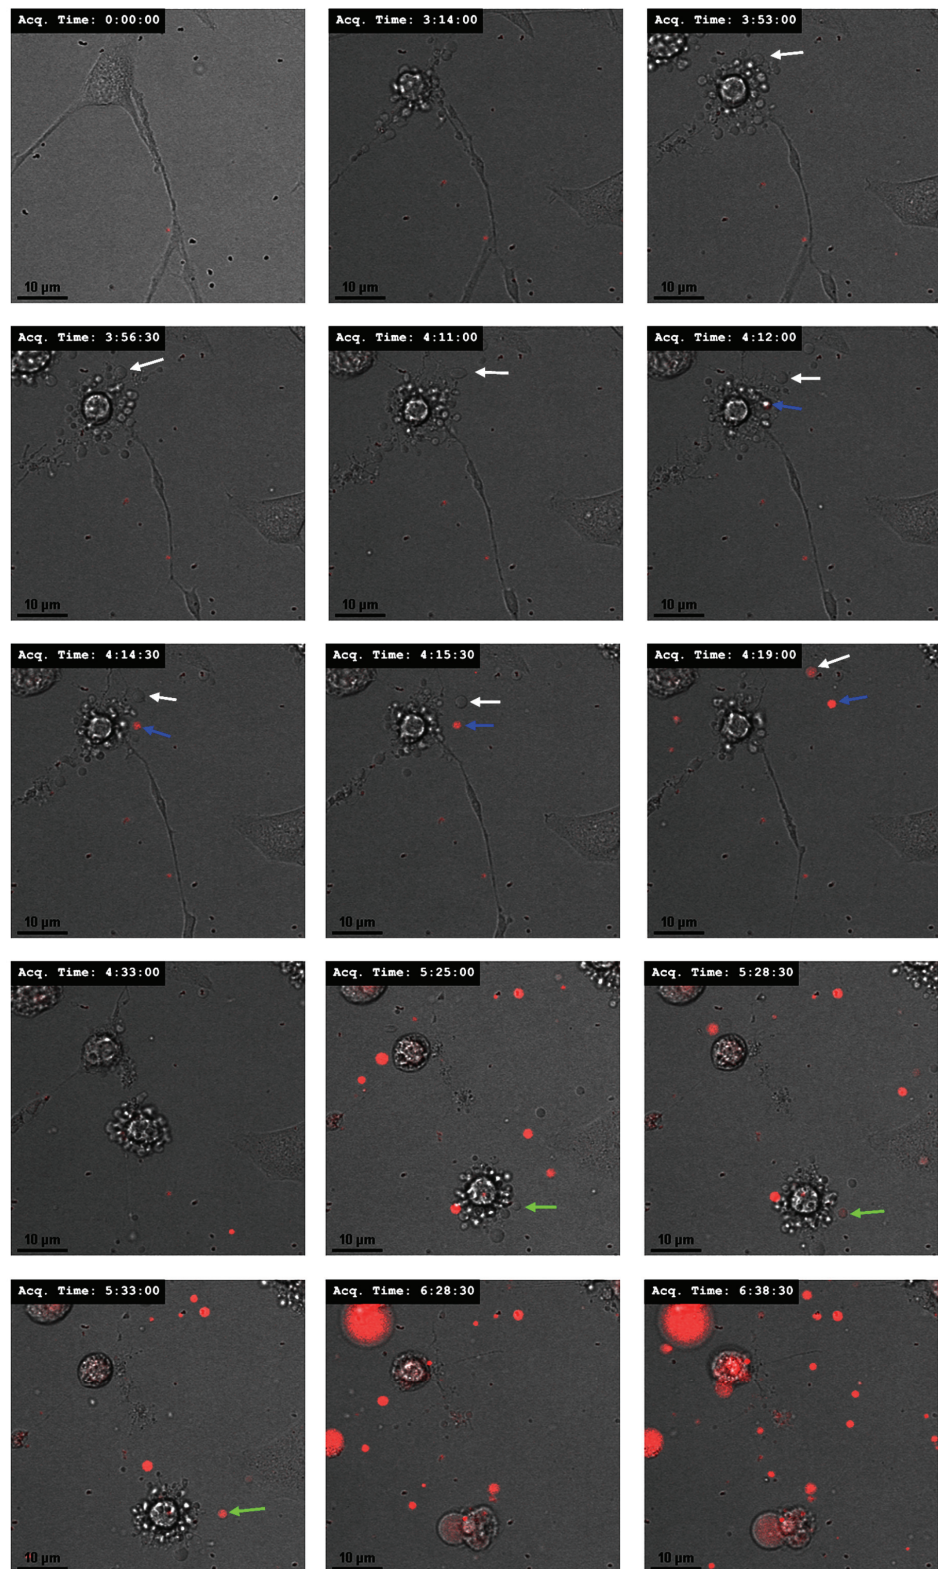 Acq. Time: 0:00:00
Acq. Time: 3:14:00
Acq. Time: 3:53:00
10 µm
10 µm
10 µm
Acq. Time: 3:56:30
Acq. Time: 4:11:00
Acq. Time: 4:12:00
10 µm
10 µm
10 µm
Acq. Time: 4:14:30
Acq. Time: 4:15:30
Acq. Time: 4:19:00
10 µm
10 µm
10 µm
Acq. Time: 4:33:00
Acq. Time: 5:25:00
Acq. Time: 5:28:30
10 µm
10 µm
10 µm
Acq. Time: 5:33:00
Acq. Time: 6:28:30
Acq. Time: 6:38:30
10 µm
10 µm
10 µm